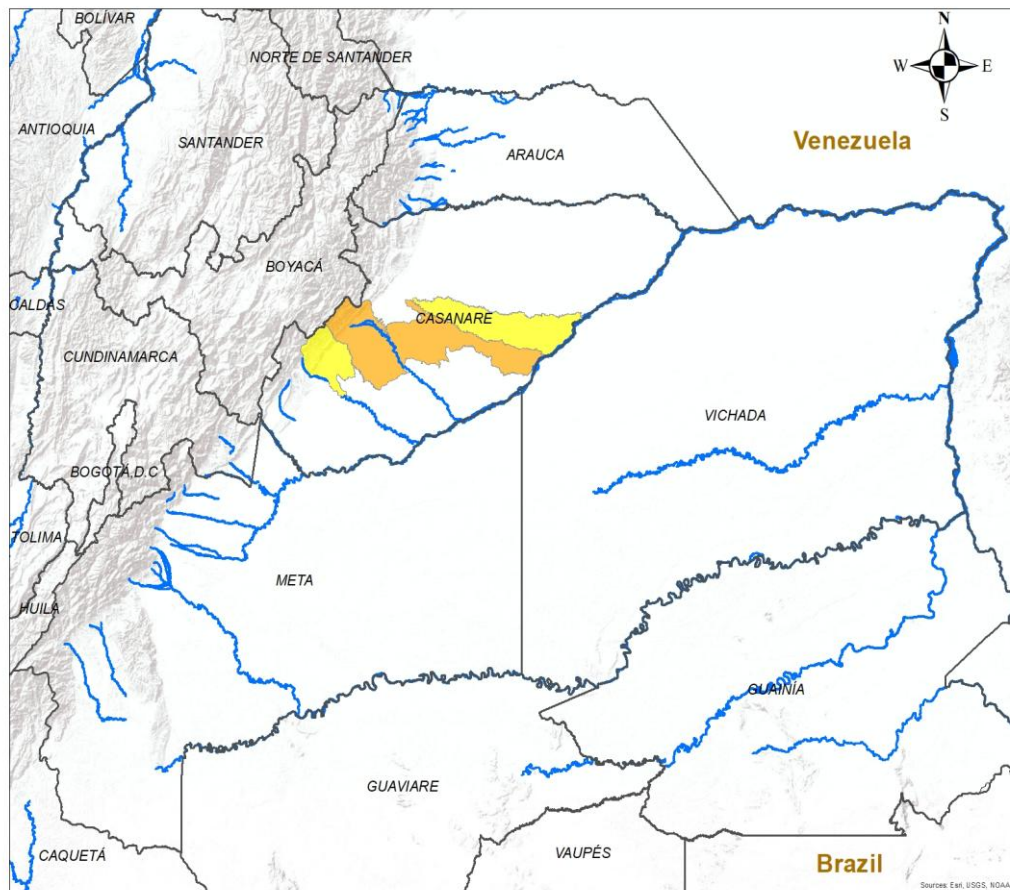 BOLÍVAR
NORTE DE SANTANDER
N
W
E
S
ANTIOQUIA
SANTANDER
ARAUCA
Venezuela
BOYACÁ
CALDAS
CASANARE
CUNDINAMARCA
VICHADA
BOGOTÁ D.C
TOLIMA
META
HUILA
GUAINÍA
GUAVIARE
CAQUETÁ
VAUPÉS
Brazil
Sources: Esri, USGS, NOAA